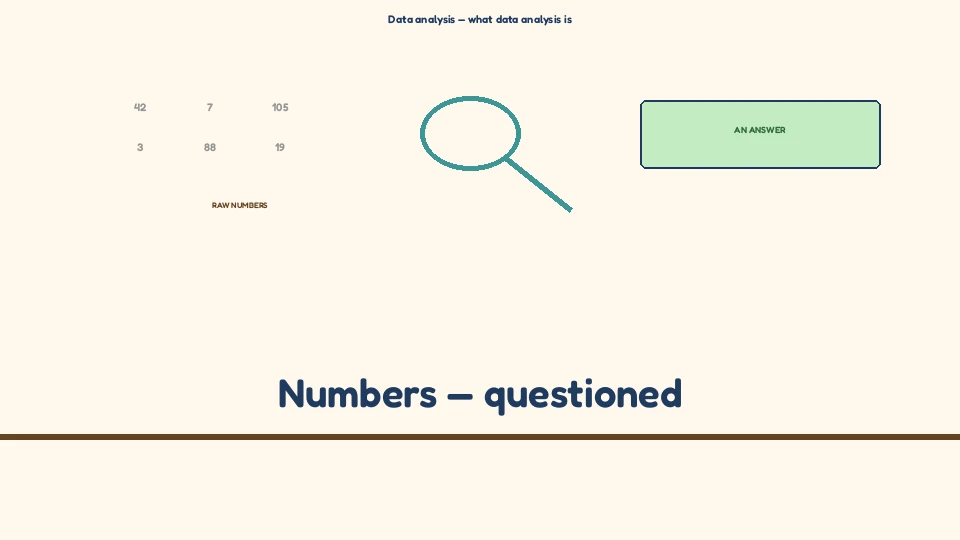 Data analysis — what data analysis is
42 7 105
3 88 19
RAW NUMBERS
AN ANSWER
Numbers — questioned